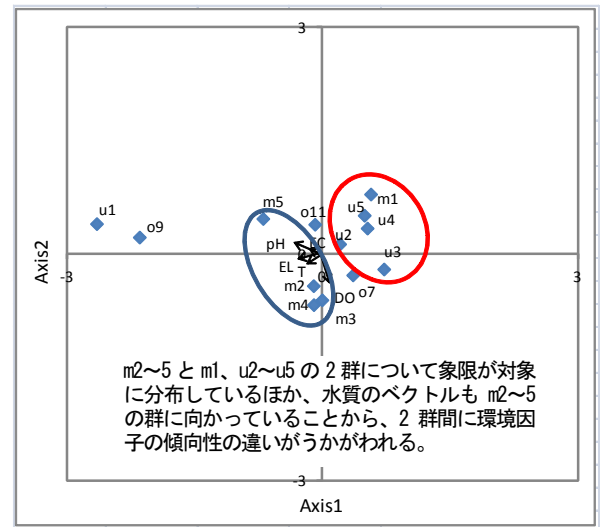 3
u1
o9
m5
o11
u5
m1
u4
u2
u3
pH
EC
-3
3
EL
T
0
m2
DO
o7
m4
m3
Axis2
m2～5 と m1、u2～u5 の 2 群について象限が対象
に分布しているほか、水質のベクトルも m2～5
の群に向かっていることから、2 群間に環境因
子の傾向性の違いがうかがわれる。
-3
Axis1